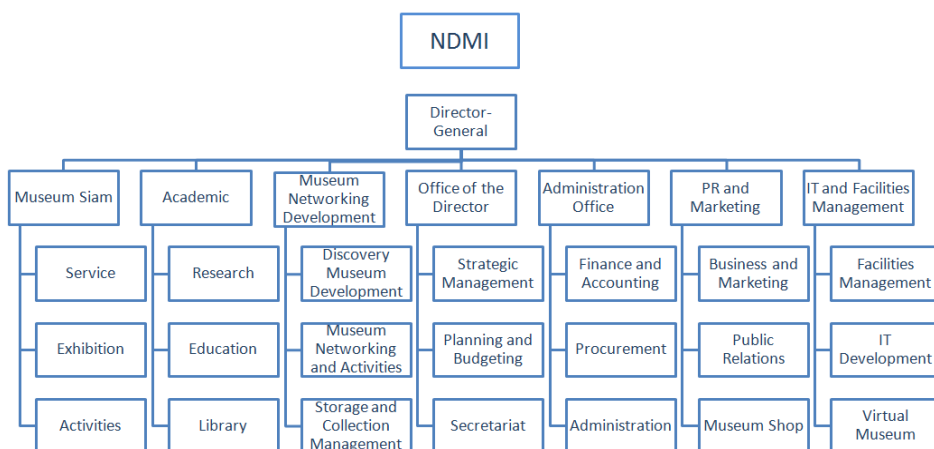 NDMI
Director-
General
Museum Siam
Academic
Museum
Networking
Development
Office of the
Director
Administration
Office
PR and
Marketing
IT and Facilities
Management
Service
Research
Discovery
Museum
Development
Strategic
Management
Finance and
Accounting
Business and
Marketing
Facilities
Management
Exhibition
Education
Museum
Networking
and Activities
Planning and
Budgeting
Procurement
Public
Relations
IT
Development
Activities
Library
Storage and
Collection
Management
Secretariat
Administration
Museum Shop
Virtual
Museum